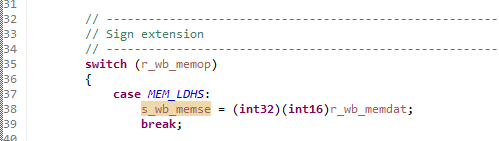 31
32 // ------------------------------------------------------------
33 // Sign extension
34 // ------------------------------------------------------------
35 switch (r_wb_memop)
36 {
37 case MEM_LDHS:
38 s_wb_memse = (int32)(int16)r_wb_memdat;
39 break;
40